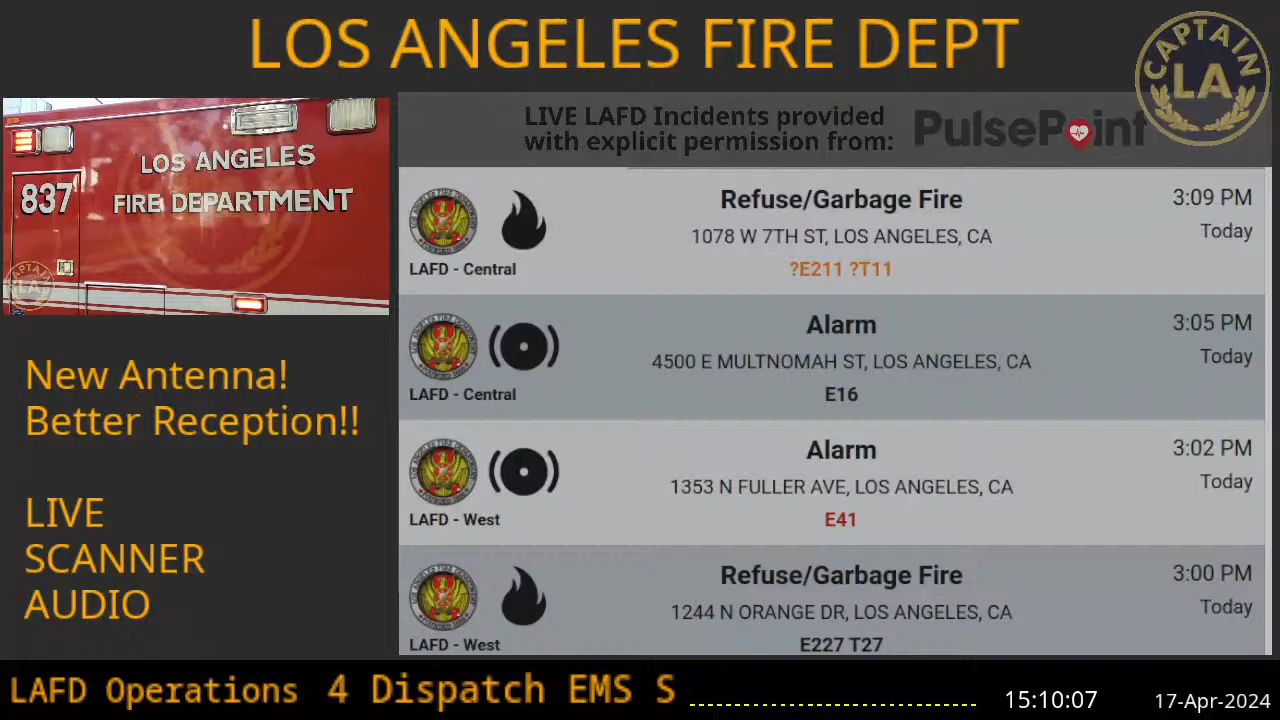 LOS ANGELES FIRE DEPT
CAPTAIN
LA
LOS ANGELES
837
FIRE DEPARTMENT
CAPTAIN
LA
LIVE LAFD Incidents provided
with explicit permission from:
PulsePoint
Refuse/Garbage Fire
3:09 PM
1078 W 7TH ST, LOS ANGELES, CA
Today
LAFD - Central
?E211 ?T11
Alarm
3:05 PM
4500 E MULTNOMAH ST, LOS ANGELES, CA
Today
LAFD - Central
E16
Alarm
3:02 PM
1353 N FULLER AVE, LOS ANGELES, CA
Today
LAFD - West
E41
Refuse/Garbage Fire
3:00 PM
1244 N ORANGE DR, LOS ANGELES, CA
Today
LAFD - West
E227 T27
New Antenna!
Better Reception!!
LIVE
SCANNER
AUDIO
LAFD Operations 4 Dispatch EMS S
15:10:07
17-Apr-2024